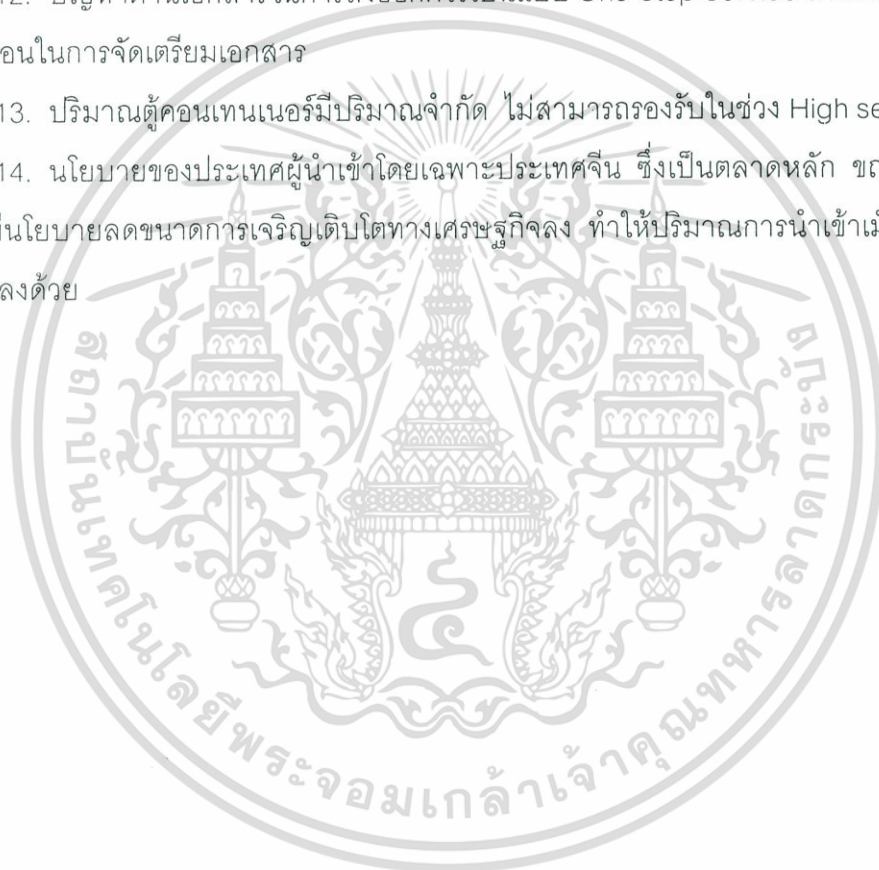 12. ปัญหาด้านเอกสารในการส่งออกควรเป็นแบบ One Stop Service
อนในการจัดเตรียมเอกสาร
13. ปริมาณตู้คอนเทนเนอร์มีปริมาณจำกัด ไม่สามารถรองรับในช่วง High se
14. นโยบายของประเทศผู้นำเข้าโดยเฉพาะประเทศจีน ซึ่งเป็นตลาดหลัก ขณ
นโยบายลดขนาดการเจริญเติบโตทางเศรษฐกิจลง ทำให้ปริมาณการนำเข้าเม
ลงด้วย
สถาบันเทคโนโลยีพระจอมเกล้าเจ้าคุณทหารลาดกระบัง